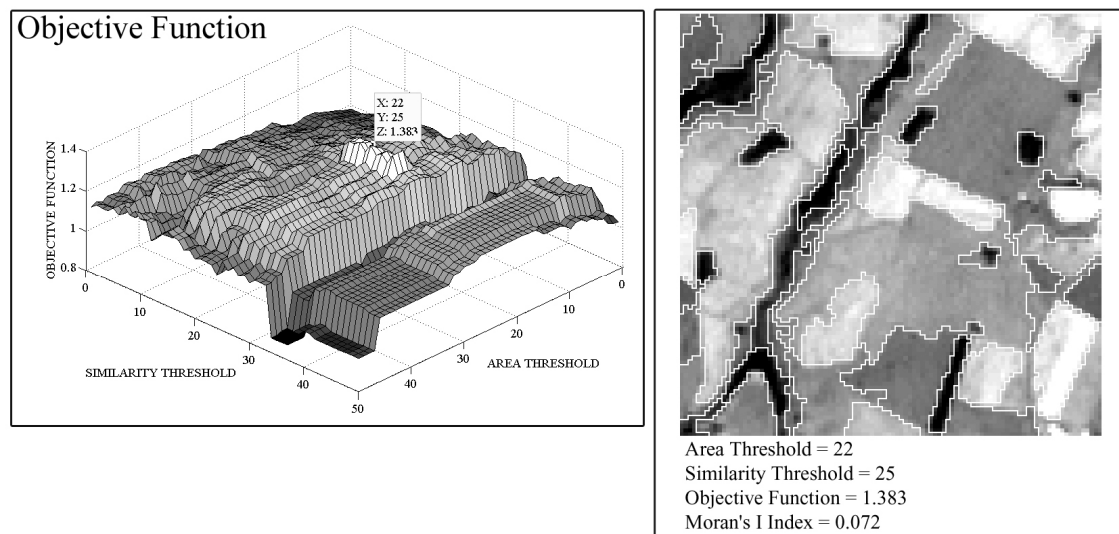 Objective Function
X: 22
Y: 25
Z: 1.383
OBJECTIVE FUNCTION
1.4
1.2
1
0.8
0
10
20
30
40
50
SIMILARITY THRESHOLD
40
30
20
10
0
AREA THRESHOLD
Area Threshold = 22
Similarity Threshold = 25
Objective Function = 1.383
Moran's I Index = 0.072